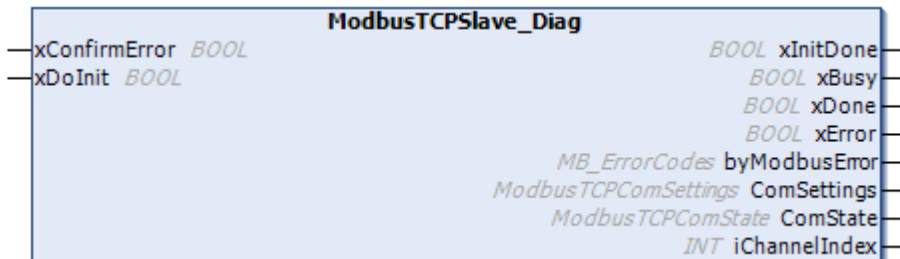 ModbusTCPSlave_Diag
xConfirmError BOOL BOOL xInitDone
xDoInit BOOL BOOL xBusy
BOOL xDone
BOOL xError
MB_ErrorCodes byModbusError
ModbusTCPComSettings ComSettings
ModbusTCPComState ComState
INT iChannelIndex